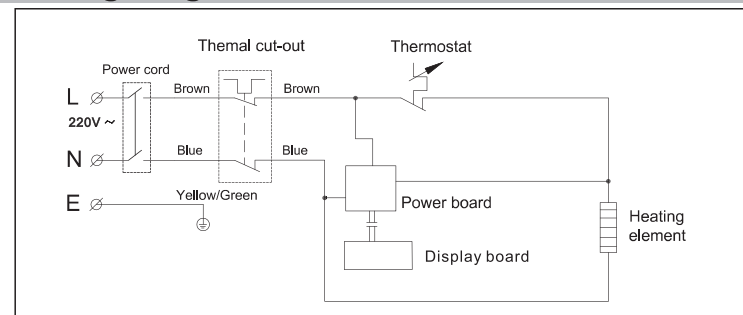 Themal cut-out
Thermostat
Power cord
L
Brown
Brown
220V ~
N
Blue
Blue
E
Yellow/Green
Power board
Heating
element
Display board